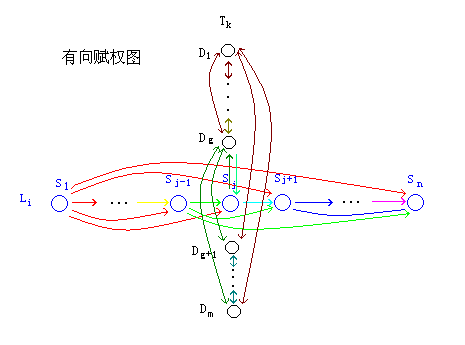 T_k
有向赋权图
D_1
...
D_g
S_1
S_{j-1}
S_j
S_{j+1}
S_n
L_i
...
...
D_{g+1}
...
D_m